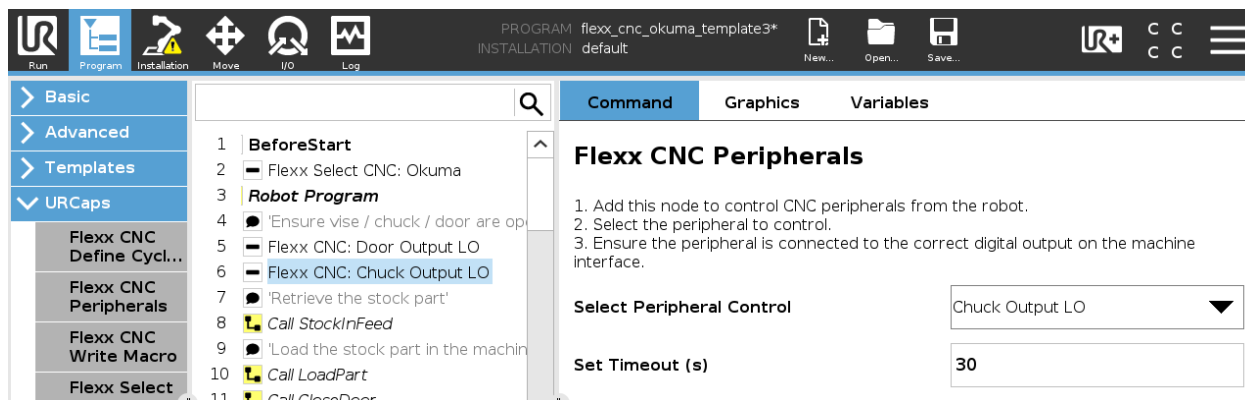 PROGRAM flexx_cnc_okuma_template3*
INSTALLATION default
UR+
C C
C C
Run
Program
Installation
Move
I/O
Log
New...
Open...
Save...
Basic
Advanced
Templates
URCaps
Flexx CNC
Define Cycl...
Flexx CNC
Peripherals
Flexx CNC
Write Macro
Flexx Select
1 BeforeStart
2 Flexx Select CNC: Okuma
3 Robot Program
4 'Ensure vise / chuck / door are ope
5 Flexx CNC: Door Output LO
6 Flexx CNC: Chuck Output LO
7 'Retrieve the stock part'
8 Call StockInFeed
9 'Load the stock part in the machin
10 Call LoadPart
11 Call CloseDoor
Command
Graphics
Variables
Flexx CNC Peripherals
1. Add this node to control CNC peripherals from the robot.
2. Select the peripheral to control.
3. Ensure the peripheral is connected to the correct digital output on the machine
interface.
Select Peripheral Control
Chuck Output LO
Set Timeout (s)
30